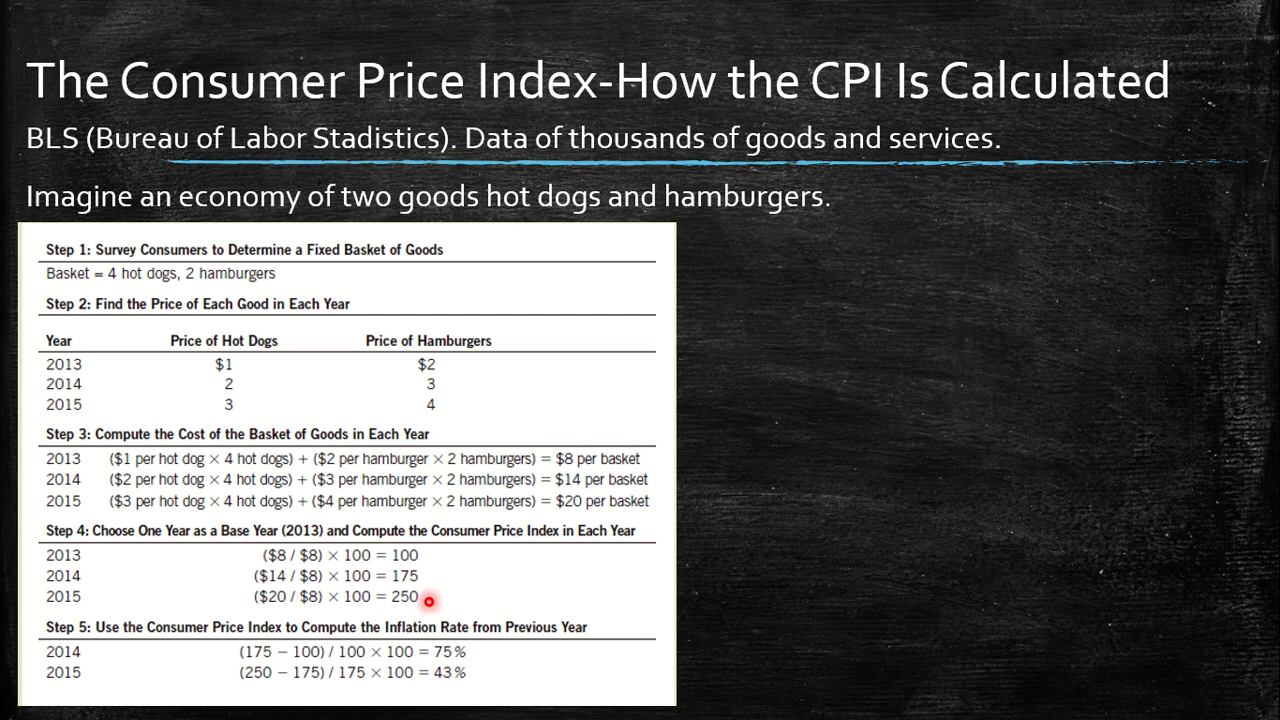 The Consumer Price Index-How the CPI Is Calculated
BLS (Bureau of Labor Stadistics). Data of thousands of goods and services.
Imagine an economy of two goods hot dogs and hamburgers.
Step 1: Survey Consumers to Determine a Fixed Basket of Goods
Basket = 4 hot dogs, 2 hamburgers
Step 2: Find the Price of Each Good in Each Year
Year Price of Hot Dogs Price of Hamburgers
2013 $1 $2
2014 2 3
2015 3 4
Step 3: Compute the Cost of the Basket of Goods in Each Year
2013 ($1 per hot dog × 4 hot dogs) + ($2 per hamburger × 2 hamburgers) = $8 per basket
2014 ($2 per hot dog × 4 hot dogs) + ($3 per hamburger × 2 hamburgers) = $14 per basket
2015 ($3 per hot dog × 4 hot dogs) + ($4 per hamburger × 2 hamburgers) = $20 per basket
Step 4: Choose One Year as a Base Year (2013) and Compute the Consumer Price Index in Each Year
2013 ($8 / $8) × 100 = 100
2014 ($14 / $8) × 100 = 175
2015 ($20 / $8) × 100 = 250
Step 5: Use the Consumer Price Index to Compute the Inflation Rate from Previous Year
2014 (175 – 100) / 100 × 100 = 75%
2015 (250 – 175) / 175 × 100 = 43%